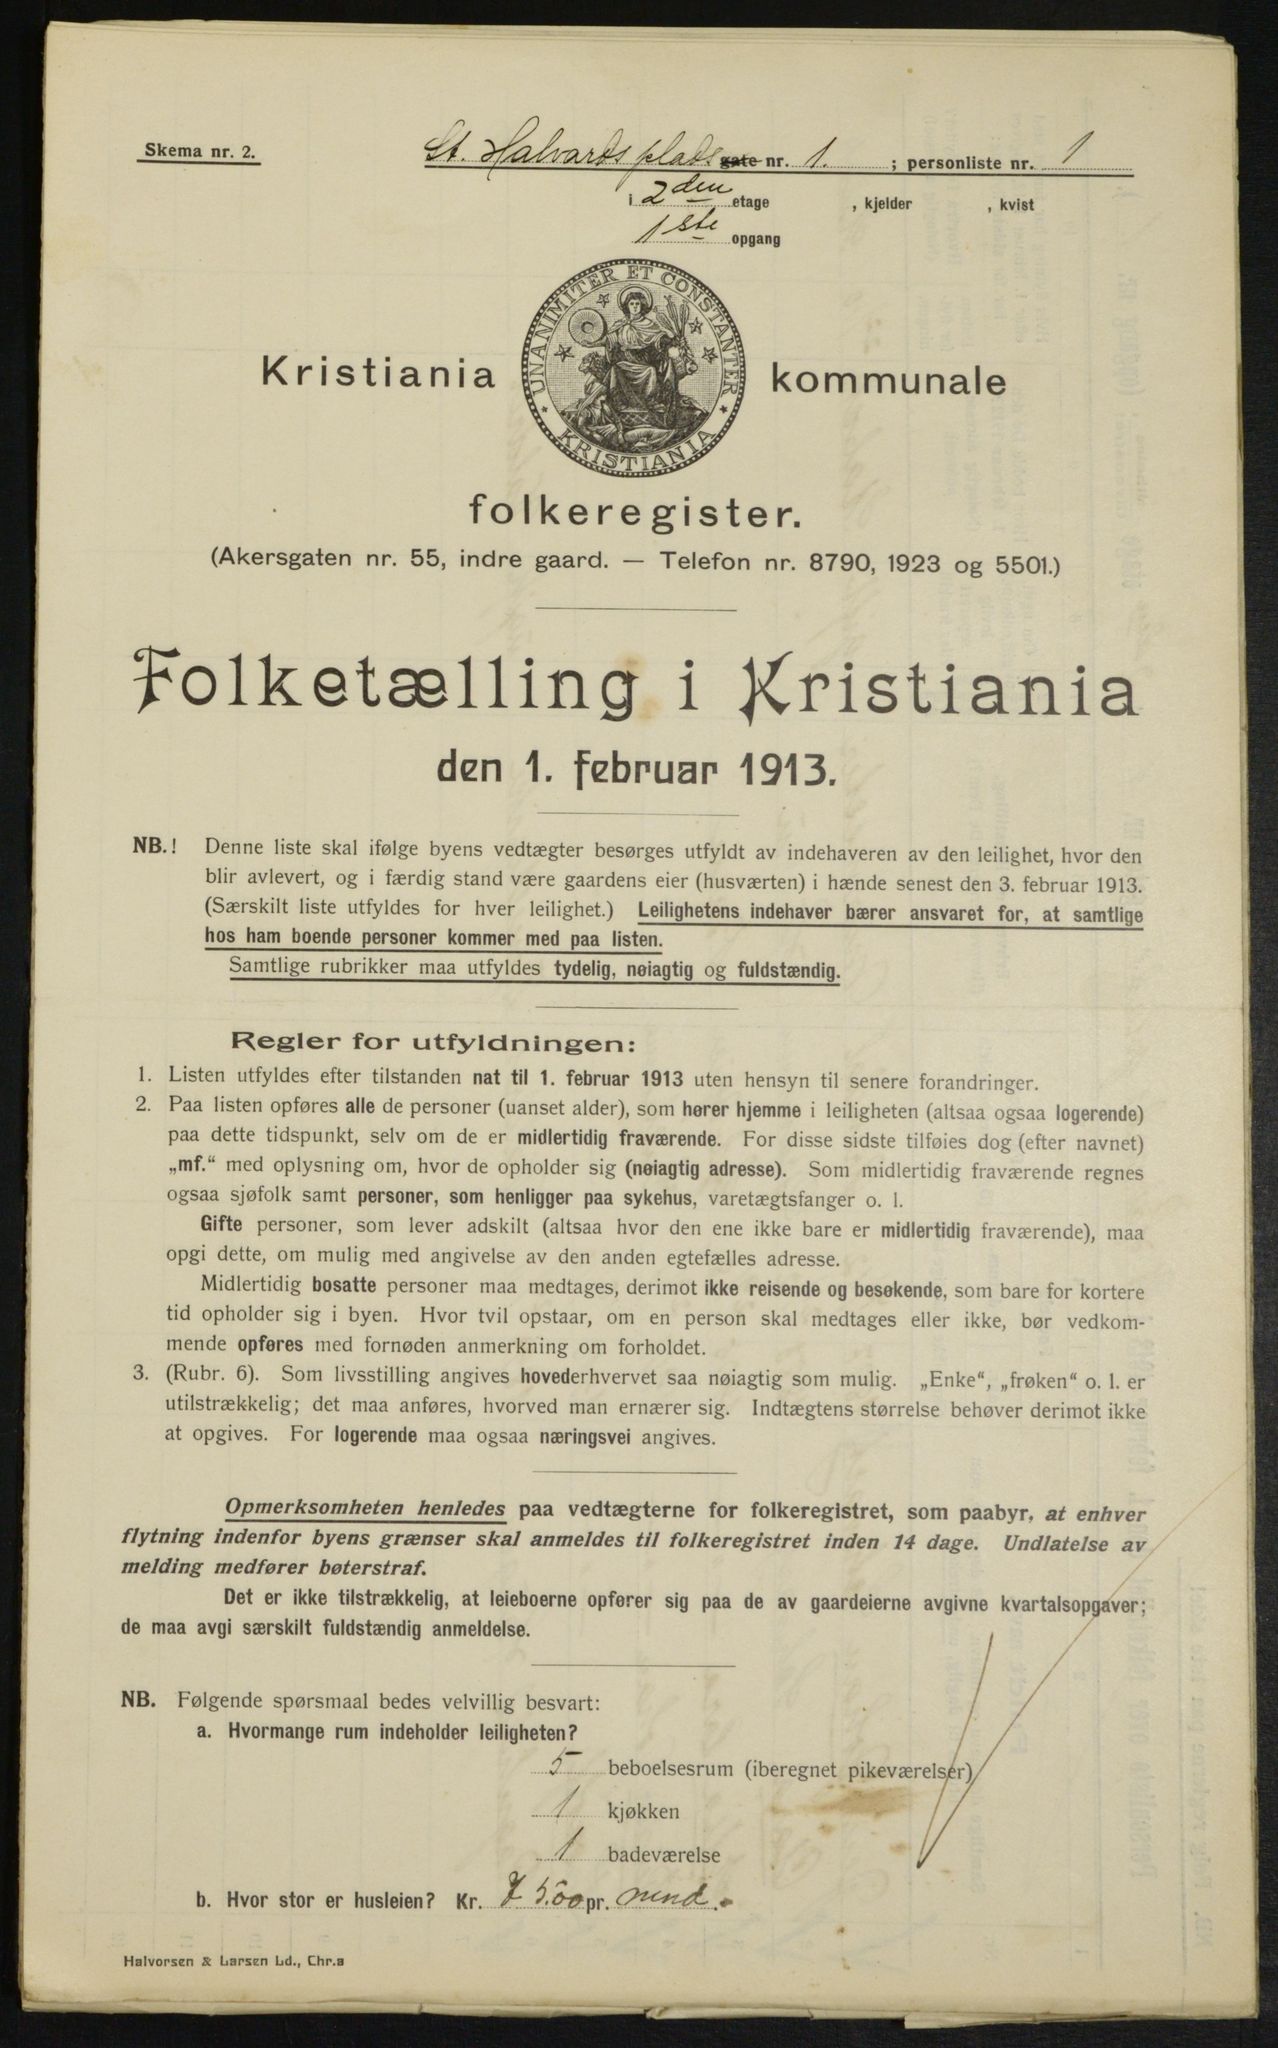 Skema nr. 2.
St. Halvards plads gate nr. 1. ; personliste nr. 1
i 2den etage , kjelder , kvist
1ste opgang
UNANIMITER ET CONSTANTER
KRISTIANIA
Kristiania kommunale
folkeregister.
(Akersgaten nr. 55, indre gaard. — Telefon nr. 8790, 1923 og 5501.)
Folketælling i Kristiania
den 1. februar 1913.
NB.! Denne liste skal ifølge byens vedtægter besørges utfyldt av indehaveren av den leilighet, hvor den
blir avlevert, og i færdig stand være gaardens eier (husværten) i hænde senest den 3. februar 1913.
(Særskilt liste utfyldes for hver leilighet.) Leilighetens indehaver bærer ansvaret for, at samtlige
hos ham boende personer kommer med paa listen.
Samtlige rubrikker maa utfyldes tydelig, nøiagtig og fuldstændig.
Regler for utfyldningen:
1. Listen utfyldes efter tilstanden nat til 1. februar 1913 uten hensyn til senere forandringer.
2. Paa listen opføres alle de personer (uanset alder), som hører hjemme i leiligheten (altsaa ogsaa logerende)
paa dette tidspunkt, selv om de er midlertidig fraværende. For disse sidste tilføies dog (efter navnet)
„mf.“ med oplysning om, hvor de opholder sig (nøiagtig adresse). Som midlertidig fraværende regnes
ogsaa sjøfolk samt personer, som henligger paa sykehus, varetægtsfanger o. l.
Gifte personer, som lever adskilt (altsaa hvor den ene ikke bare er midlertidig fraværende), maa
opgi dette, om mulig med angivelse av den anden egtefælles adresse.
Midlertidig bosatte personer maa medtages, derimot ikke reisende og besøkende, som bare for kortere
tid opholder sig i byen. Hvor tvil opstaar, om en person skal medtages eller ikke, bør vedkom-
mende opføres med fornøden anmerkning om forholdet.
3. (Rubr. 6). Som livsstilling angives hovederhvervet saa nøiagtig som mulig. „Enke“, „frøken“ o. l. er
utilstrækkelig; det maa anføres, hvorved man ernærer sig. Indtægtens størrelse behøver derimot ikke
at opgives. For logerende maa ogsaa næringsvei angives.
Opmerksomheten henledes paa vedtægterne for folkeregistret, som paabyr, at enhver
flytning indenfor byens grænser skal anmeldes til folkeregistret inden 14 dage. Undlatelse av
melding medfører bøterstraf.
Det er ikke tilstrækkelig, at leieboerne opfører sig paa de av gaardeierne avgivne kvartalsopgaver;
de maa avgi særskilt fuldstændig anmeldelse.
NB. Følgende spørsmaal bedes velvillig besvart:
a. Hvormange rum indeholder leiligheten?
5 beboelsesrum (iberegnet pikeværelser)
1 kjøkken
1 badeværelse
b. Hvor stor er husleien? Kr. 75.00 pr.
Halvorsen & Larsen Ld., Chr.a